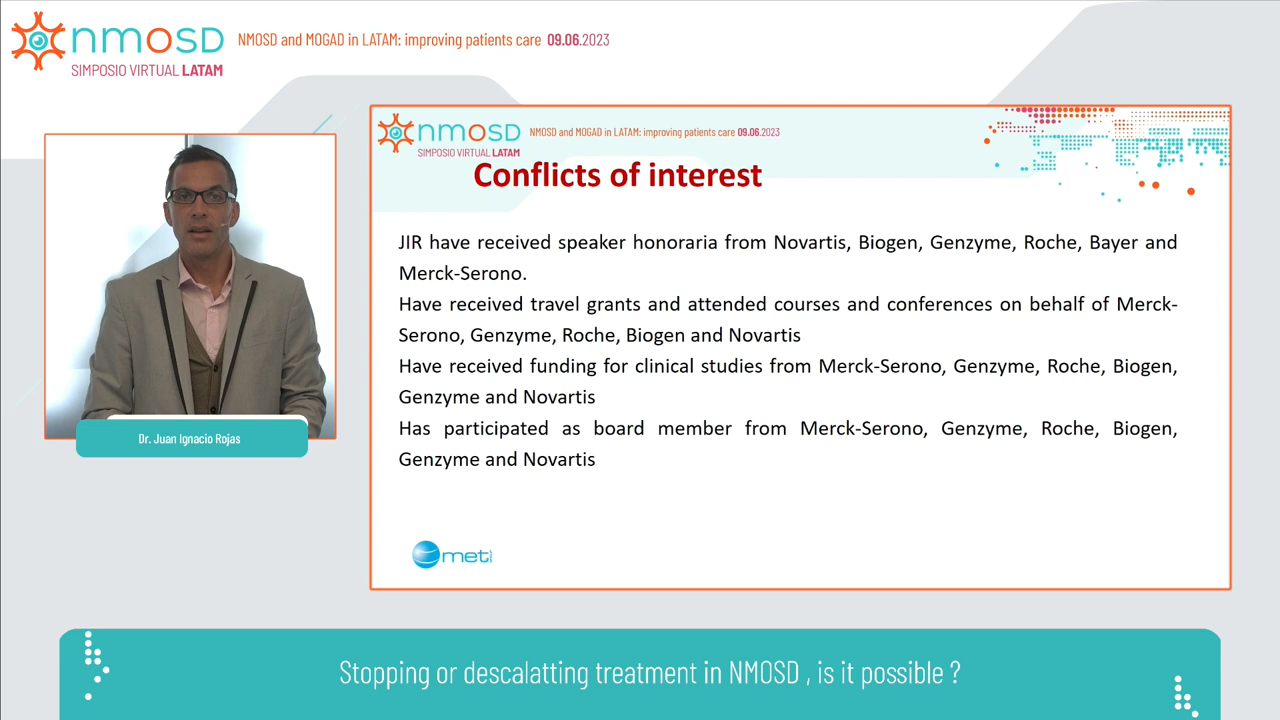 nmosd
SIMPOSIO VIRTUAL LATAM
NMOSD and MOGAD in LATAM: improving patients care 09.06.2023
Dr. Juan Ignacio Rojas
nmosd
SIMPOSIO VIRTUAL LATAM
NMOSD and MOGAD in LATAM: improving patients care 09.06.2023
Conflicts of interest
JIR have received speaker honoraria from Novartis, Biogen, Genzyme, Roche, Bayer and
Merck-Serono.
Have received travel grants and attended courses and conferences on behalf of Merck-
Serono, Genzyme, Roche, Biogen and Novartis
Have received funding for clinical studies from Merck-Serono, Genzyme, Roche, Biogen,
Genzyme and Novartis
Has participated as board member from Merck-Serono, Genzyme, Roche, Biogen,
Genzyme and Novartis
met
Stopping or descalatting treatment in NMOSD , is it possible ?